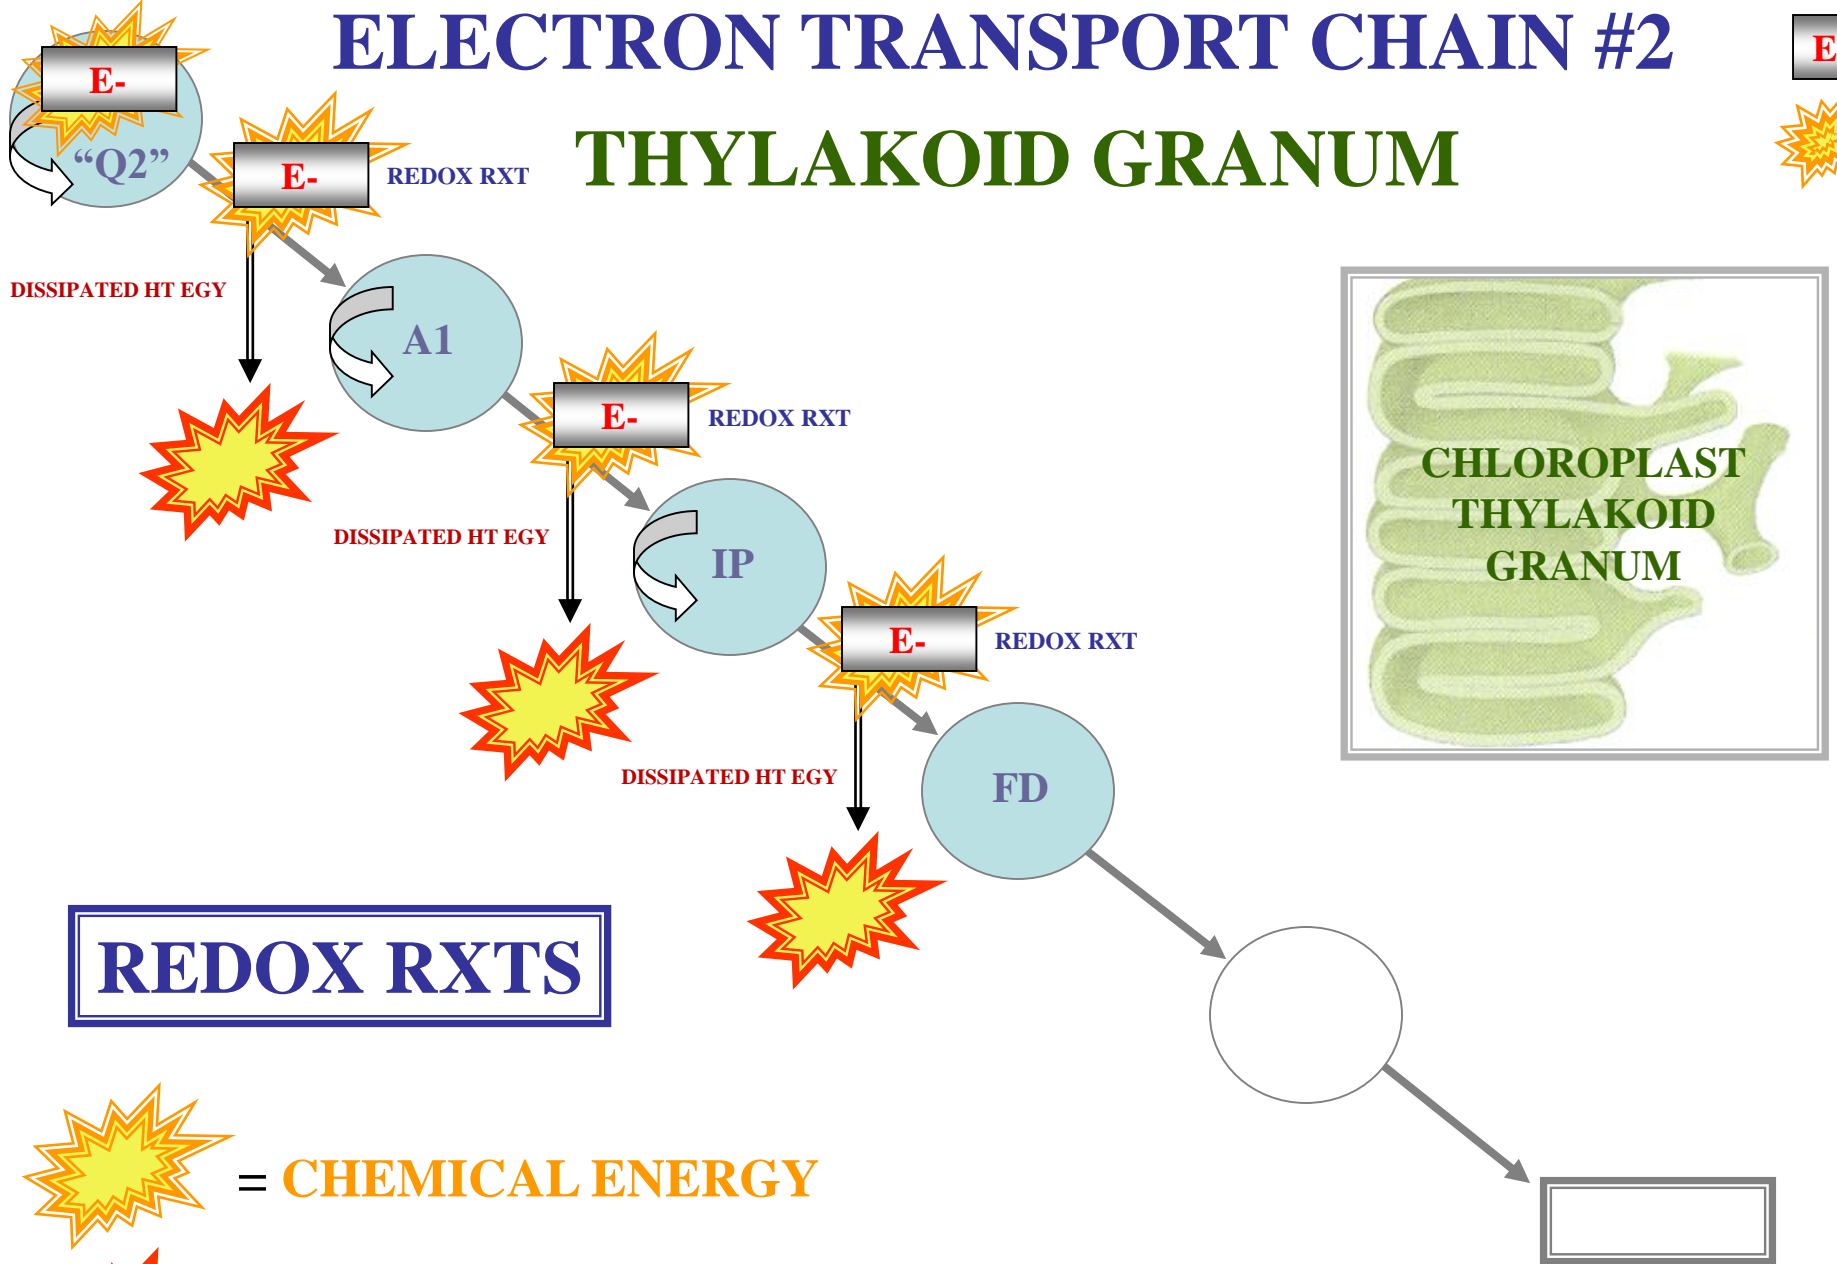 ELECTRON TRANSPORT CHAIN #2
E-
E
THYLAKOID GRANUM
“Q2”
E-
REDOX RXT
DISSIPATED HT EGY
A1
E-
REDOX RXT
CHLOROPLAST
THYLAKOID
GRANUM
DISSIPATED HT EGY
IP
E-
REDOX RXT
DISSIPATED HT EGY
FD
REDOX RXTS
= CHEMICAL ENERGY